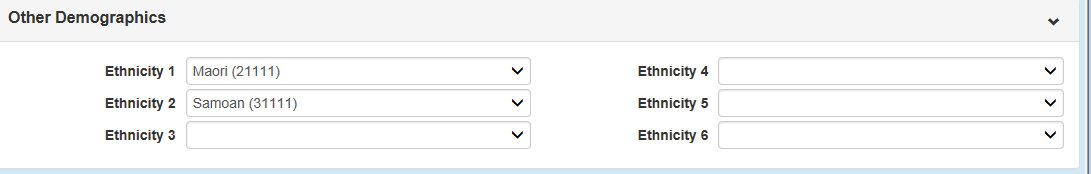 Other Demographics
Ethnicity 1 Maori (21111) Ethnicity 4
Ethnicity 2 Samoan (31111) Ethnicity 5
Ethnicity 3 Ethnicity 6